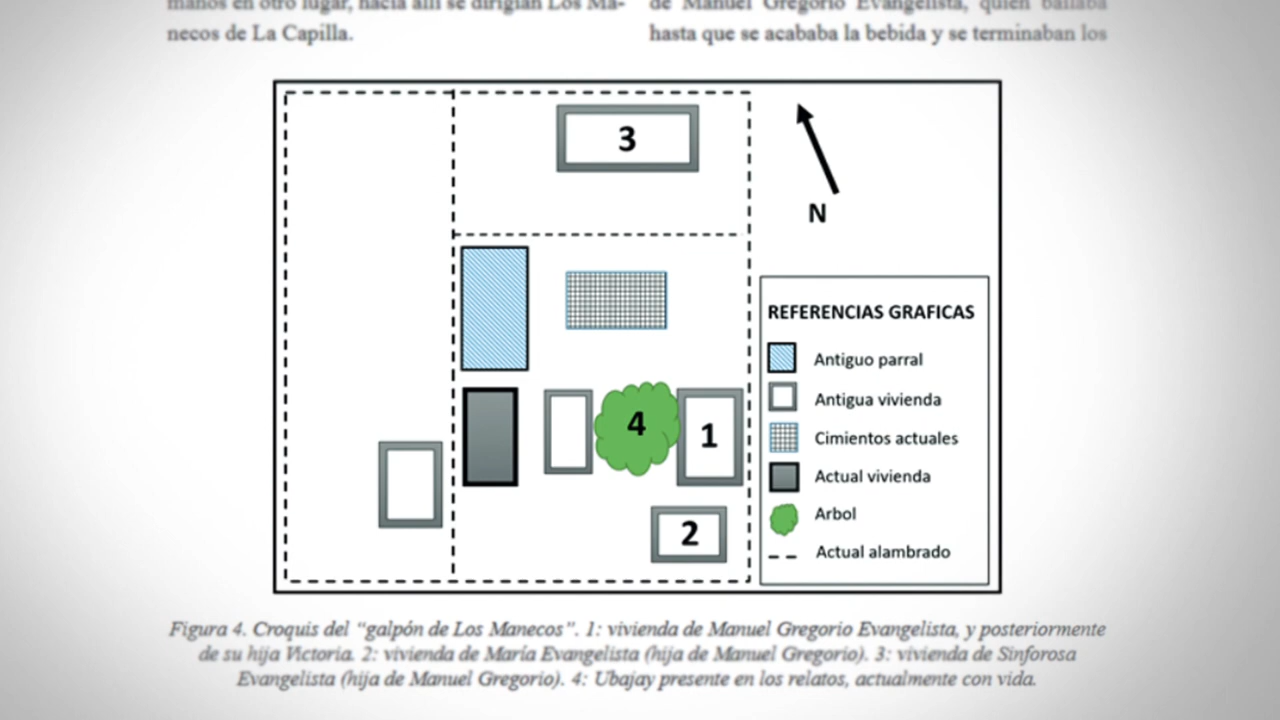 manos en otro lugar, hacia allí se dirigían Los Ma-
necos de La Capilla.
de Manuel Gregorio Evangelista, quien bailaba
hasta que se acababa la bebida y se terminaban los
3
N
4
1
2
REFERENCIAS GRAFICAS
Antiguo parral
Antigua vivienda
Cimientos actuales
Actual vivienda
Arbol
Actual alambrado
Figura 4. Croquis del “galpón de Los Manecos”. 1: vivienda de Manuel Gregorio Evangelista, y posteriormente
de su hija Victoria. 2: vivienda de María Evangelista (hija de Manuel Gregorio). 3: vivienda de Sinforosa
Evangelista (hija de Manuel Gregorio). 4: Ubajay presente en los relatos, actualmente con vida.